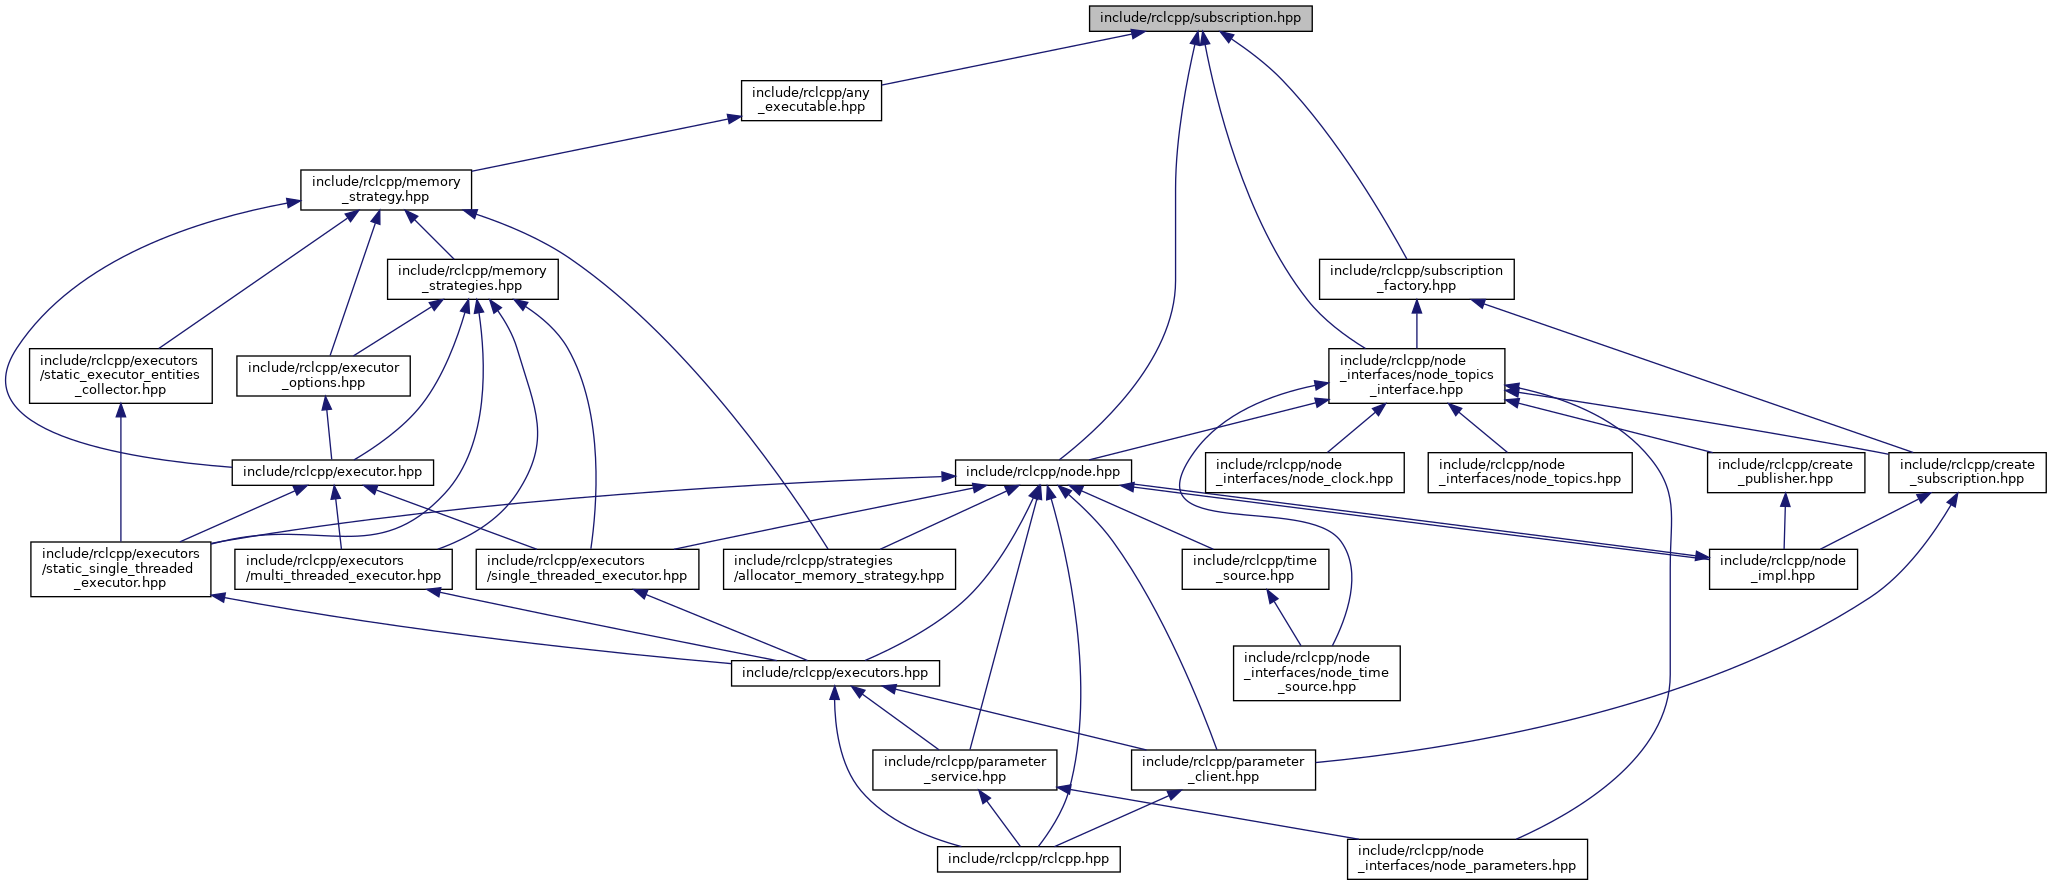 include/rclcpp/subscription.hpp
include/rclcpp/any
_executable.hpp
include/rclcpp/memory
_strategy.hpp
include/rclcpp/memory
_strategies.hpp
include/rclcpp/subscription
_factory.hpp
include/rclcpp/executors
/static_executor_entities
_collector.hpp
include/rclcpp/executor
_options.hpp
include/rclcpp/node
_interfaces/node_topics
_interface.hpp
include/rclcpp/executor.hpp
include/rclcpp/node.hpp
include/rclcpp/node
_interfaces/node_clock.hpp
include/rclcpp/node
_interfaces/node_topics.hpp
include/rclcpp/create
_publisher.hpp
include/rclcpp/create
_subscription.hpp
include/rclcpp/executors
/static_single_threaded
_executor.hpp
include/rclcpp/executors
/multi_threaded_executor.hpp
include/rclcpp/executors
/single_threaded_executor.hpp
include/rclcpp/strategies
/allocator_memory_strategy.hpp
include/rclcpp/time
_source.hpp
include/rclcpp/node
_impl.hpp
include/rclcpp/executors.hpp
include/rclcpp/node
_interfaces/node_time
_source.hpp
include/rclcpp/parameter
_service.hpp
include/rclcpp/parameter
_client.hpp
include/rclcpp/rclcpp.hpp
include/rclcpp/node
_interfaces/node_parameters.hpp